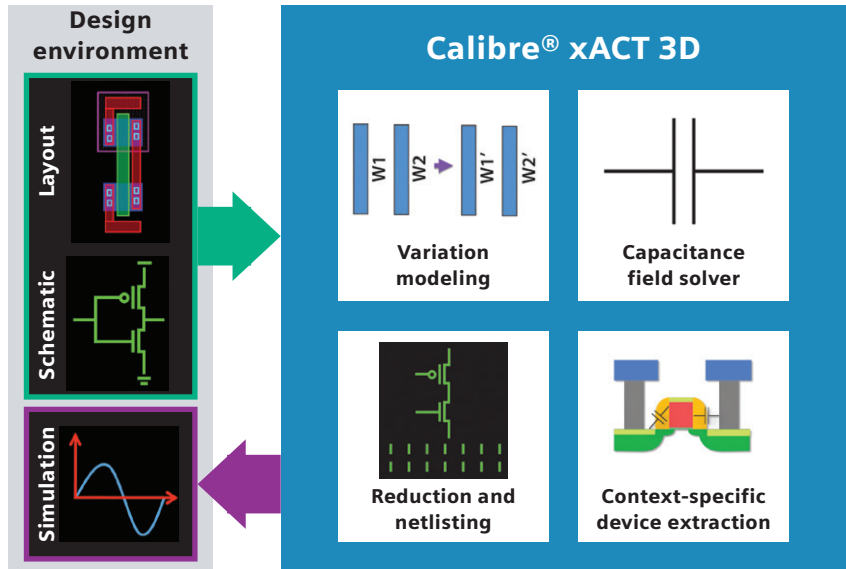 Design
environment
Layout
Schematic
Simulation
Calibre® xACT 3D
W1
W2
W1'
W2'
Variation
modeling
Capacitance
field solver
Reduction and
netlisting
Context-specific
device extraction